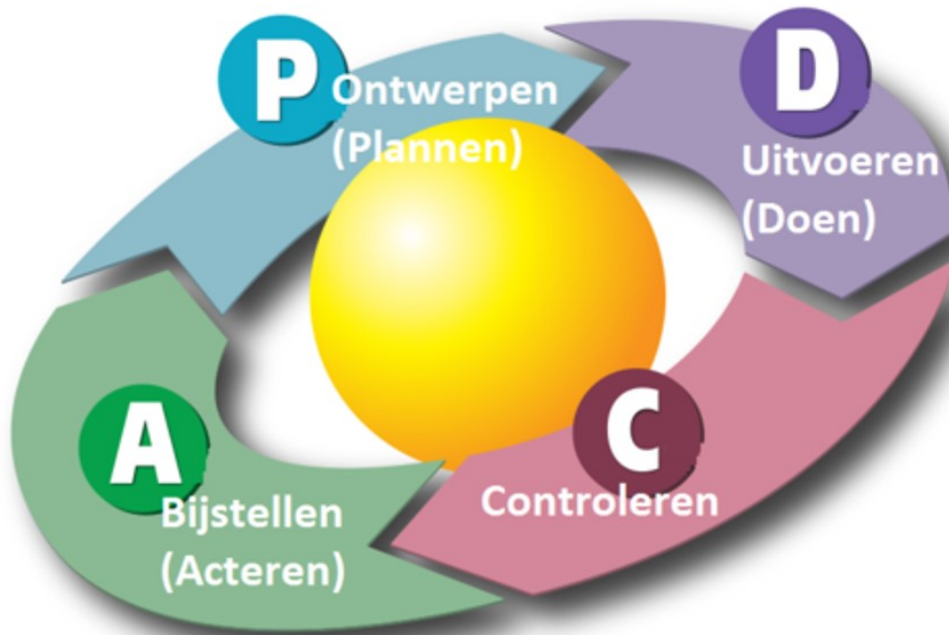 P
Ontwerpen
(Plannen)
D
Uitvoeren
(Doen)
C
Controleren
A
Bijstellen
(Acteren)